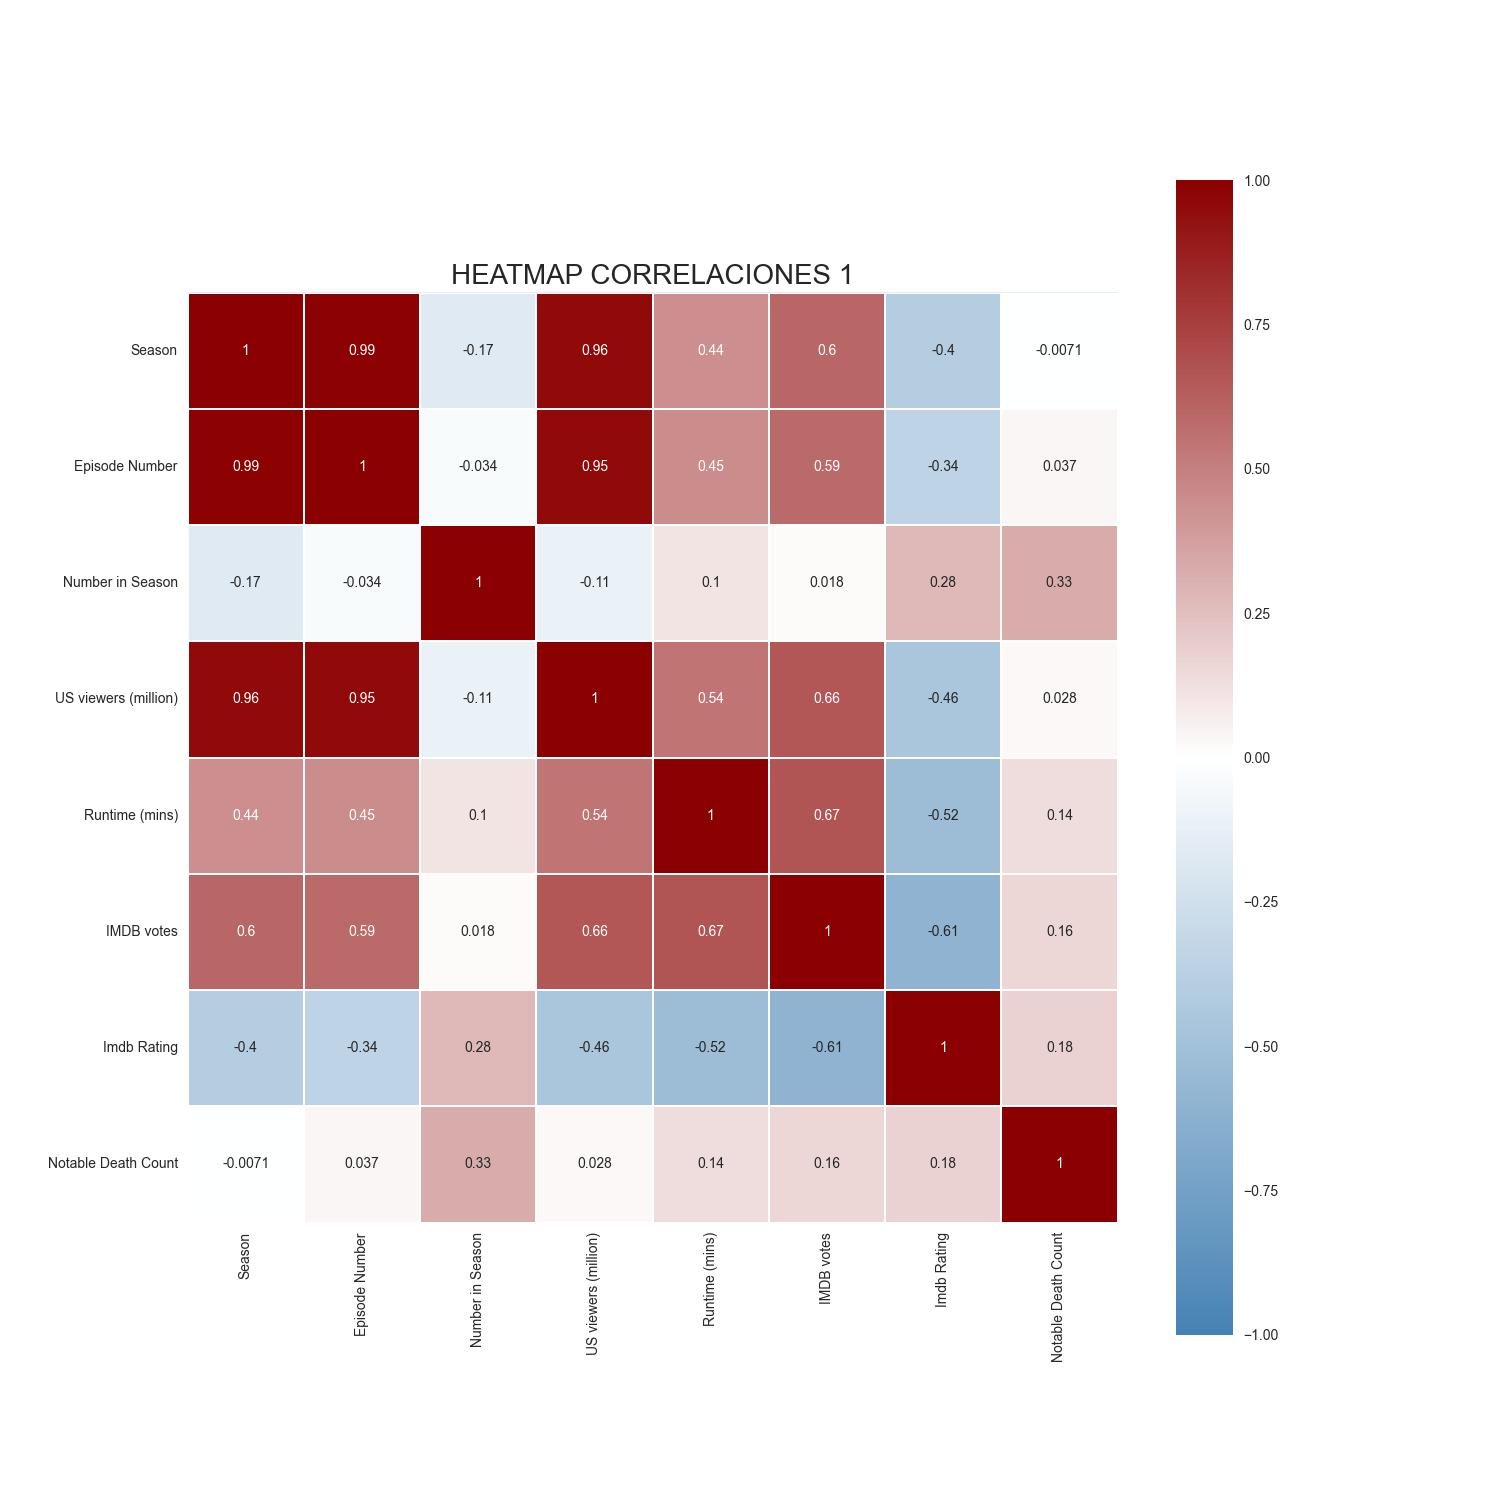 HEATMAP CORRELACIONES 1
Season 1 0.99 -0.17 0.96 0.44 0.6 -0.4 -0.0071
Episode Number 0.99 1 -0.034 0.95 0.45 0.59 -0.34 0.037
Number in Season -0.17 -0.034 1 -0.11 0.1 0.018 0.28 0.33
US viewers (million) 0.96 0.95 -0.11 1 0.54 0.66 -0.46 0.028
Runtime (mins) 0.44 0.45 0.1 0.54 1 0.67 -0.52 0.14
IMDB votes 0.6 0.59 0.018 0.66 0.67 1 -0.61 0.16
Imdb Rating -0.4 -0.34 0.28 -0.46 -0.52 -0.61 1 0.18
Notable Death Count -0.0071 0.037 0.33 0.028 0.14 0.16 0.18 1
Season
Episode Number
Number in Season
US viewers (million)
Runtime (mins)
IMDB votes
Imdb Rating
Notable Death Count
1.00
0.75
0.50
0.25
0.00
−0.25
−0.50
−0.75
−1.00